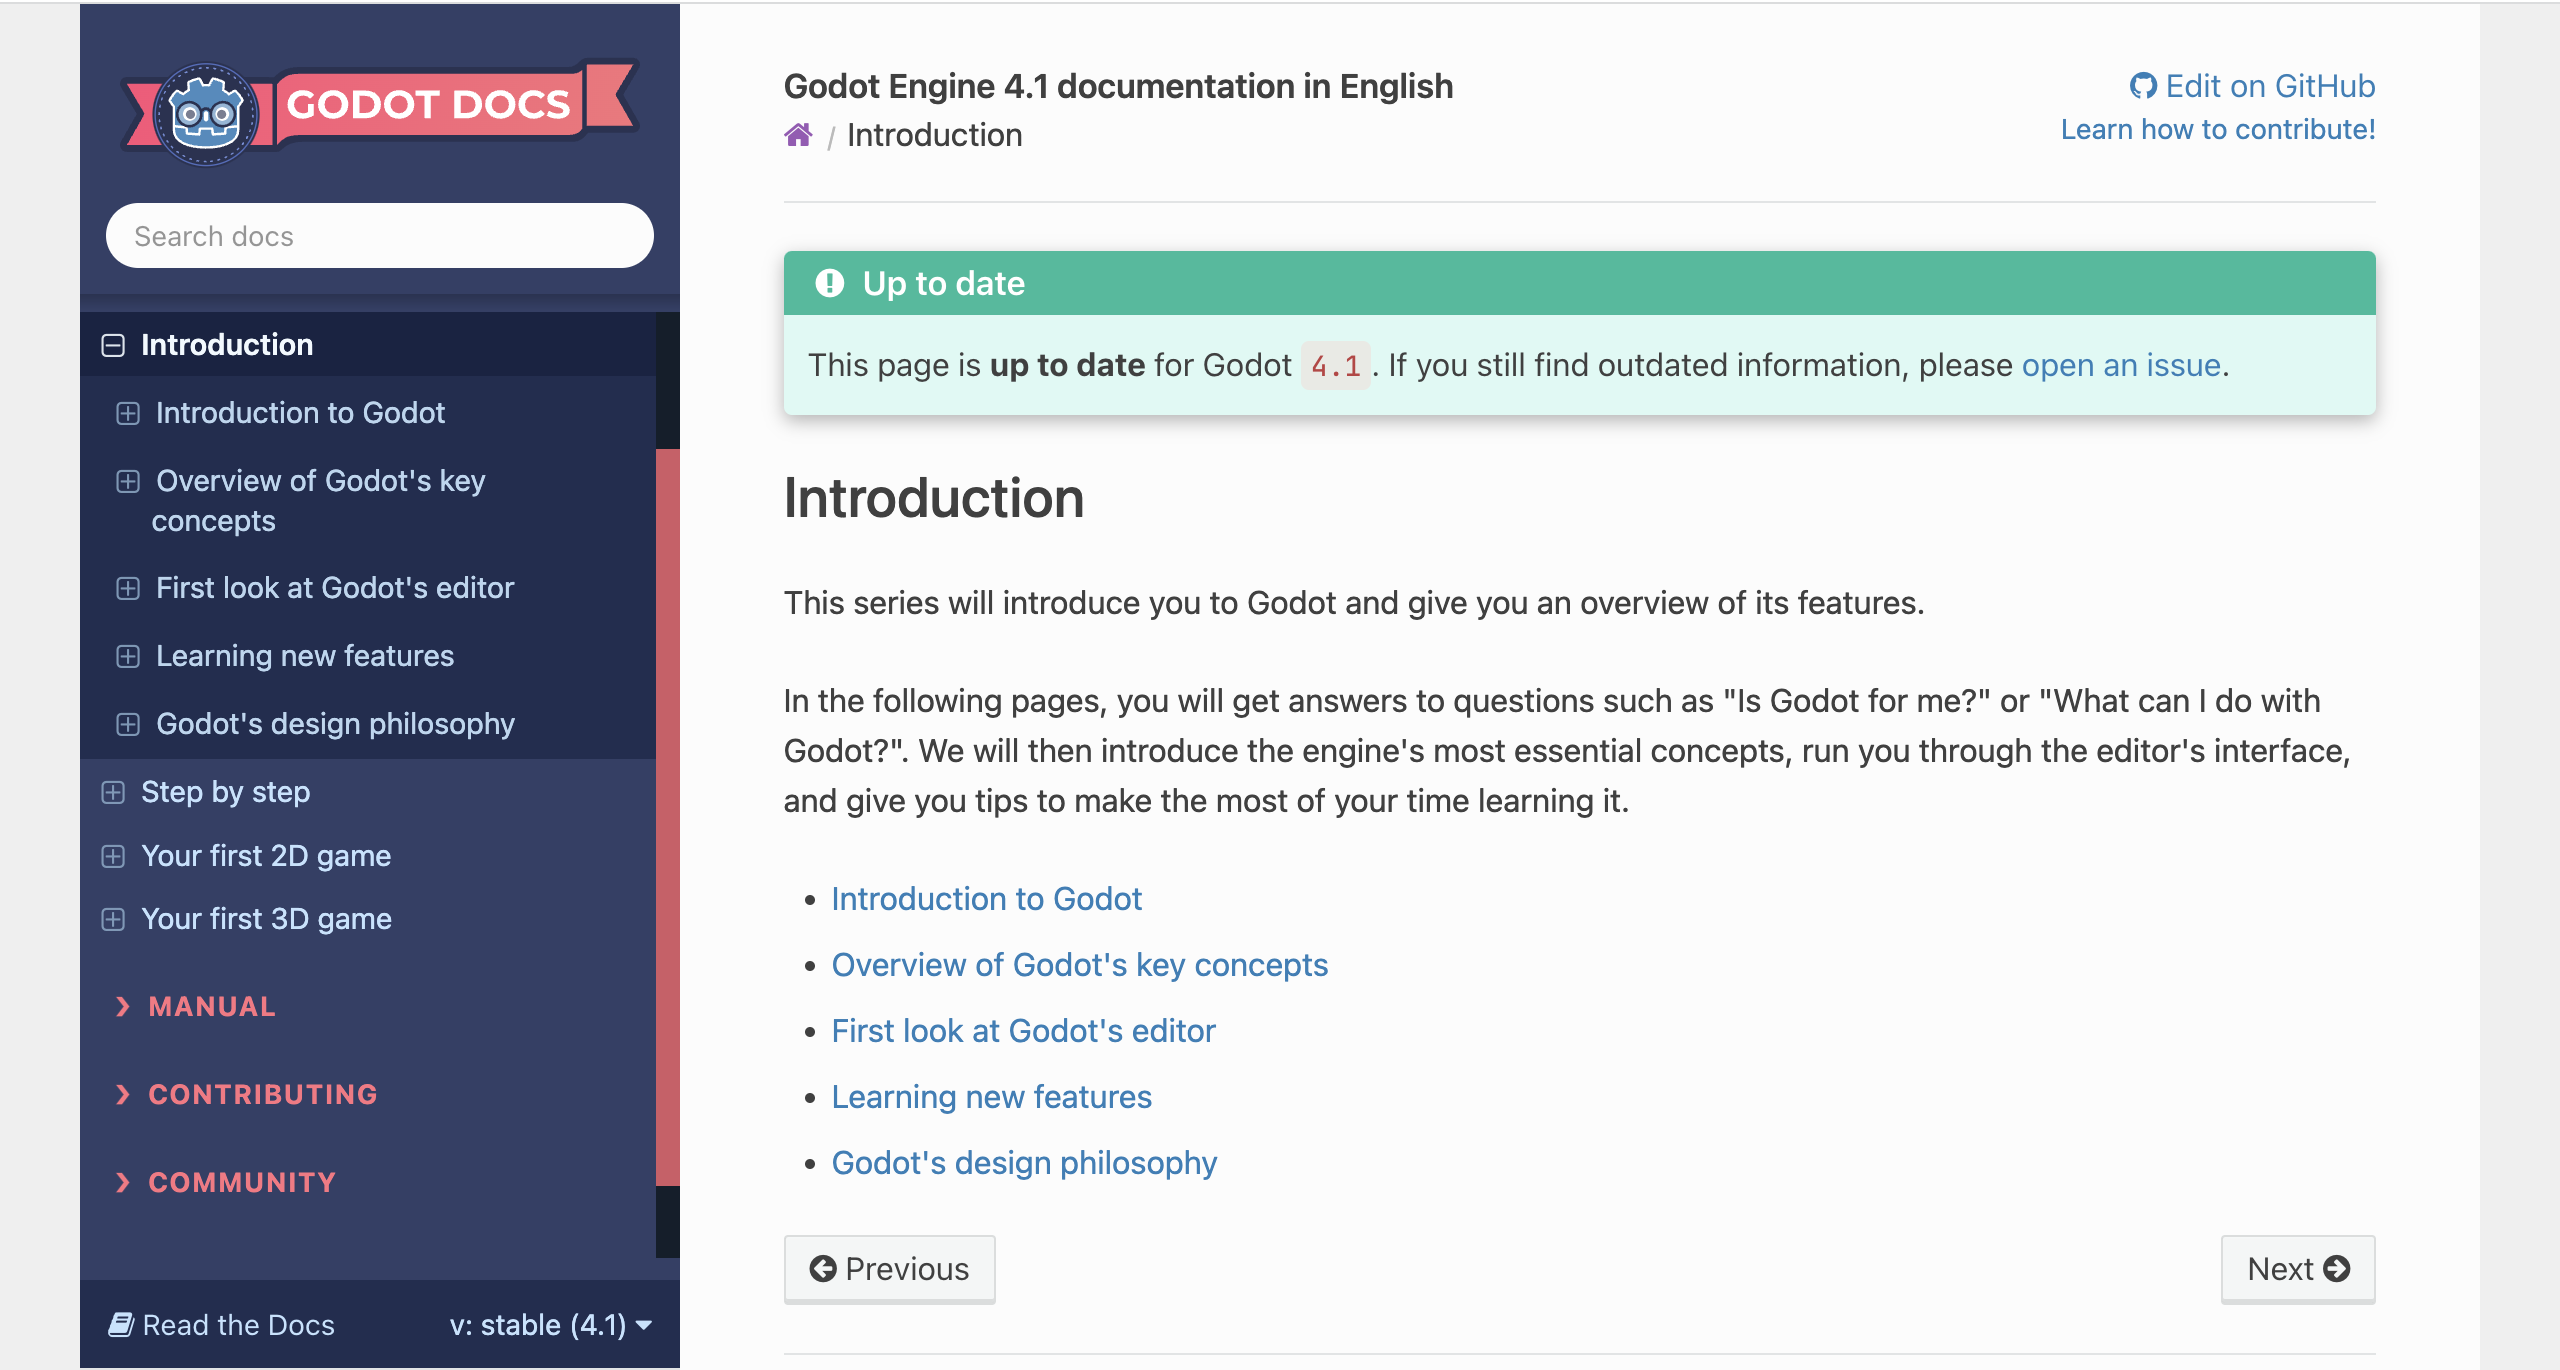 GODOT DOCS
Search docs
Introduction
Introduction to Godot
Overview of Godot's key
concepts
First look at Godot's editor
Learning new features
Godot's design philosophy
Step by step
Your first 2D game
Your first 3D game
MANUAL
CONTRIBUTING
COMMUNITY
Read the Docs
v: stable (4.1)
Godot Engine 4.1 documentation in English
/ Introduction
Edit on GitHub
Learn how to contribute!
Up to date
This page is up to date for Godot 4.1. If you still find outdated information, please open an issue.
Introduction
This series will introduce you to Godot and give you an overview of its features.
In the following pages, you will get answers to questions such as "Is Godot for me?" or "What can I do with
Godot?". We will then introduce the engine's most essential concepts, run you through the editor's interface,
and give you tips to make the most of your time learning it.
• Introduction to Godot
• Overview of Godot's key concepts
• First look at Godot's editor
• Learning new features
• Godot's design philosophy
Previous
Next